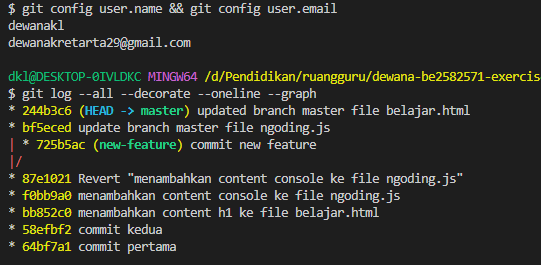 $ git config user.name && git config user.email
dewanakl
dewanakretarta29@gmail.com
dkl@DESKTOP-0IVLDKC MINGW64 /d/Pendidikan/ruangguru/dewana-be2582571-exercis
$ git log --all --decorate --oneline --graph
* 244b3c6 (HEAD -> master) updated branch master file belajar.html
* bf5eced update branch master file ngoding.js
| * 725b5ac (new-feature) commit new feature
|/
* 87e1021 Revert "menambahkan content console ke file ngoding.js"
* f0bb9a0 menambahkan content console ke file ngoding.js
* bb852c0 menambahkan content h1 ke file belajar.html
* 58efbf2 commit kedua
* 64bf7a1 commit pertama